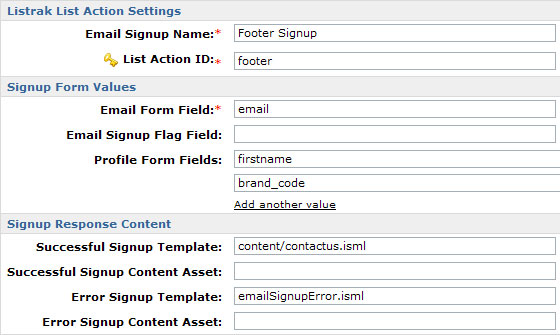 Listrak List Action Settings
Email Signup Name:* Footer Signup
List Action ID:* footer
Signup Form Values
Email Form Field:* email
Email Signup Flag Field:
Profile Form Fields: firstname
brand_code
Add another value
Signup Response Content
Successful Signup Template: content/contactus.isml
Successful Signup Content Asset:
Error Signup Template: emailSignupError.isml
Error Signup Content Asset: